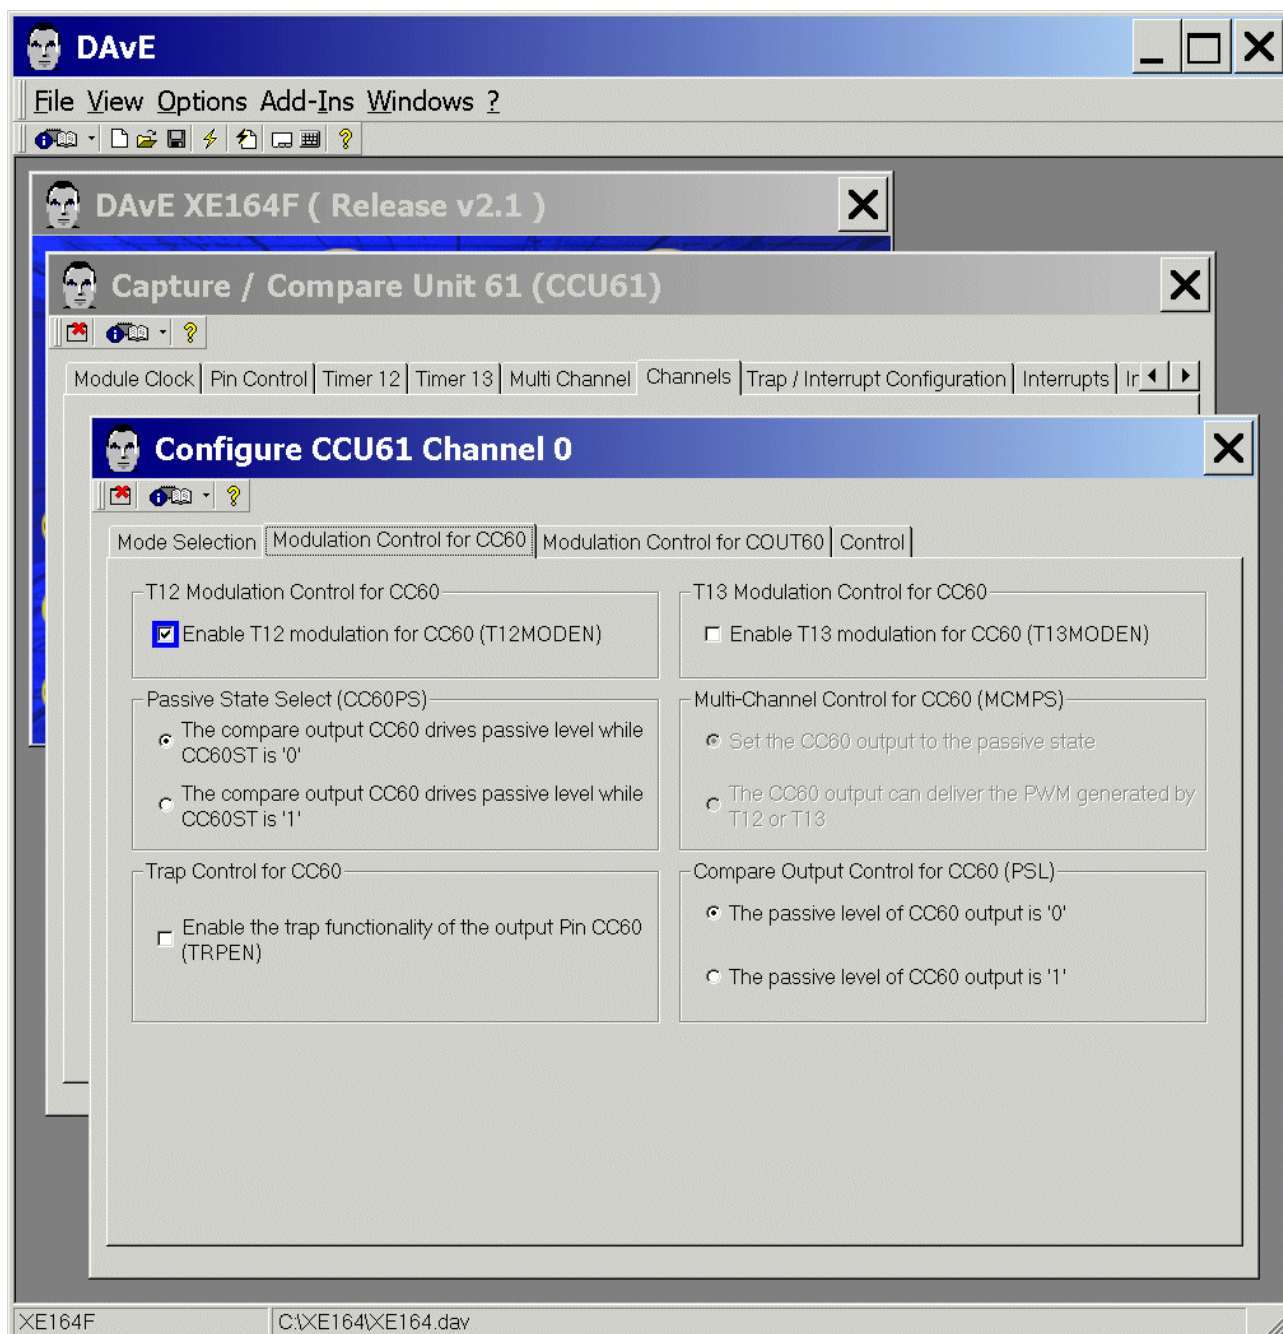 DAvE
File View Options Add-Ins Windows ?
DAvE XE164F ( Release v2.1 )
Capture / Compare Unit 61 (CCU61)
Module Clock Pin Control Timer 12 Timer 13 Multi Channel Channels Trap / Interrupt Configuration Interrupts
Configure CCU61 Channel 0
Mode Selection Modulation Control for CC60 Modulation Control for COUT60 Control
T12 Modulation Control for CC60
Enable T12 modulation for CC60 (T12MODEN)
T13 Modulation Control for CC60
Enable T13 modulation for CC60 (T13MODEN)
Passive State Select (CC60PS)
The compare output CC60 drives passive level while
CC60ST is '0'
The compare output CC60 drives passive level while
CC60ST is '1'
Multi-Channel Control for CC60 (MCMPS)
Set the CC60 output to the passive state
The CC60 output can deliver the PWM generated by
T12 or T13
Trap Control for CC60
Enable the trap functionality of the output Pin CC60
(TRPEN)
Compare Output Control for CC60 (PSL)
The passive level of CC60 output is '0'
The passive level of CC60 output is '1'
XE164F C:\XE164\XE164.dav